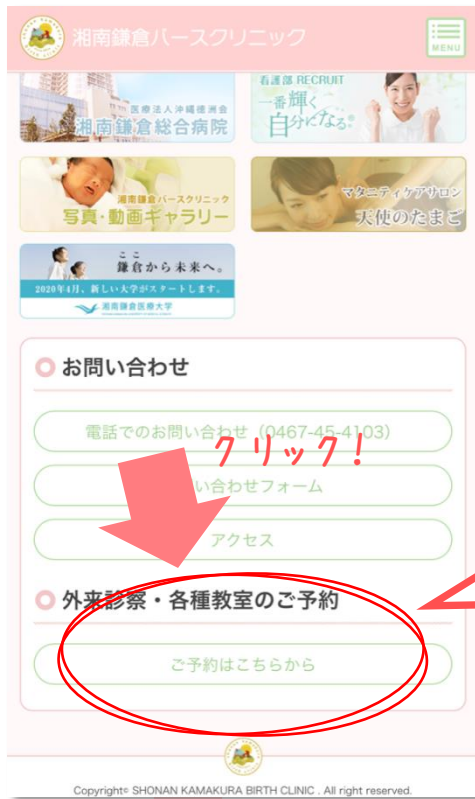 湘南鎌倉バースクリニック
MENU
医療法人沖縄徳洲会
湘南鎌倉総合病院
看護部 RECRUIT
一番輝く
自分になる。
湘南鎌倉バースクリニック
写真・動画ギャラリー
マタニティケアサロン
天使のたまご
ここ
鎌倉から未来へ。
2020年4月、新しい大学がスタートします。
湘南鎌倉医療大学
お問い合わせ
電話でのお問い合わせ（0467-45-4103）
クリック！
い合わせフォーム
アクセス
外来診察・各種教室のご予約
ご予約はこちらから
Copyright© SHONAN KAMAKURA BIRTH CLINIC . All right reserved.